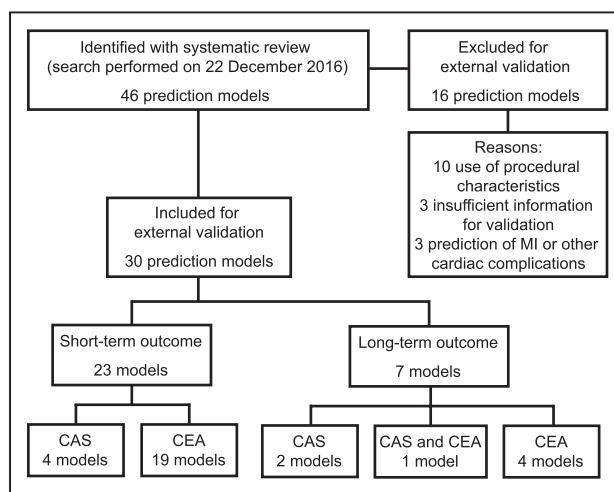 Identified with systematic review
(search performed on 22 December 2016)
46 prediction models
Excluded for
external validation
16 prediction models
Reasons:
10 use of procedural
characteristics
3 insufficient information
for validation
3 prediction of MI or other
cardiac complications
Included for
external validation
30 prediction models
Short-term outcome
23 models
Long-term outcome
7 models
CAS
4 models
CEA
19 models
CAS
2 models
CAS and CEA
1 model
CEA
4 models